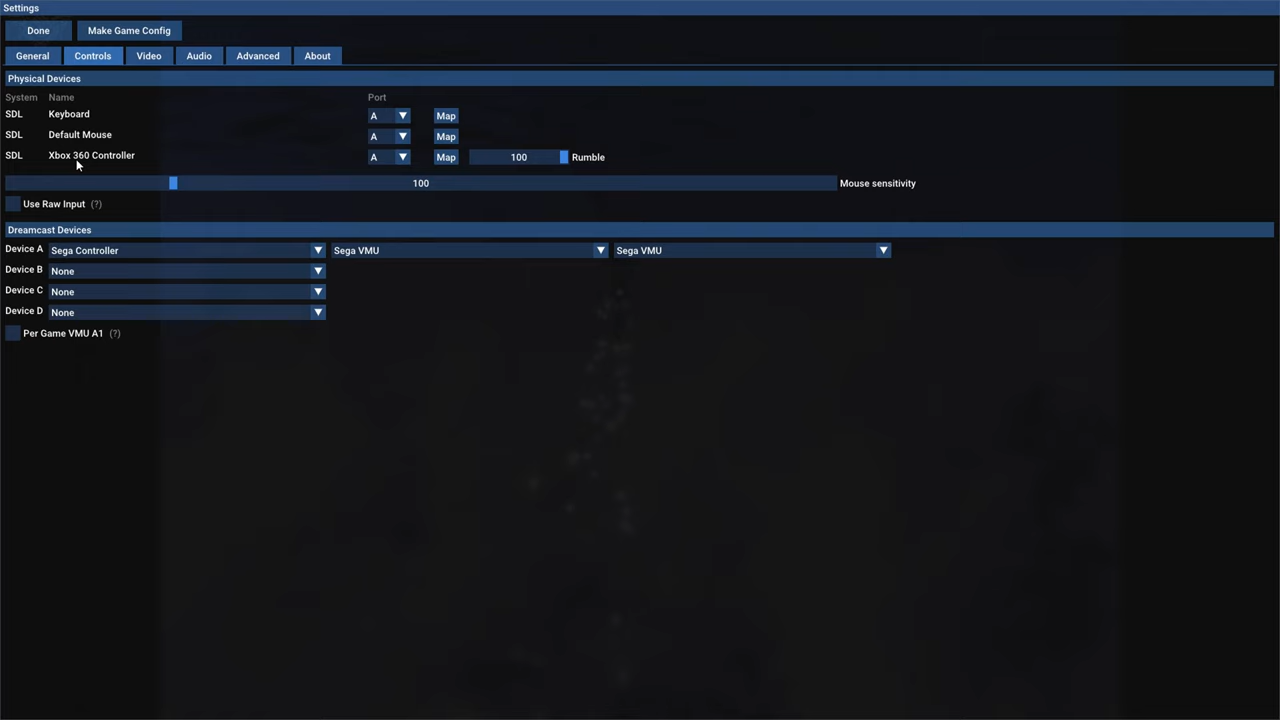 Settings
Done Make Game Config
General Controls Video Audio Advanced About
Physical Devices
System Name Port
SDL Keyboard A Map
SDL Default Mouse A Map
SDL Xbox 360 Controller A Map 100 Rumble
100 Mouse sensitivity
Use Raw Input (?)
Dreamcast Devices
Device A Sega Controller Sega VMU Sega VMU
Device B None
Device C None
Device D None
Per Game VMU A1 (?)